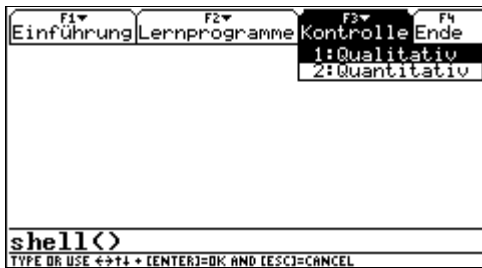 F1▾ F2▾ F3▾ F4
Einführung Lernprogramme Kontrolle Ende
1:Qualitativ
2:Quantitativ
shell()
TYPE OR USE ←→↑↓ + [ENTER]=OK AND [ESC]=CANCEL